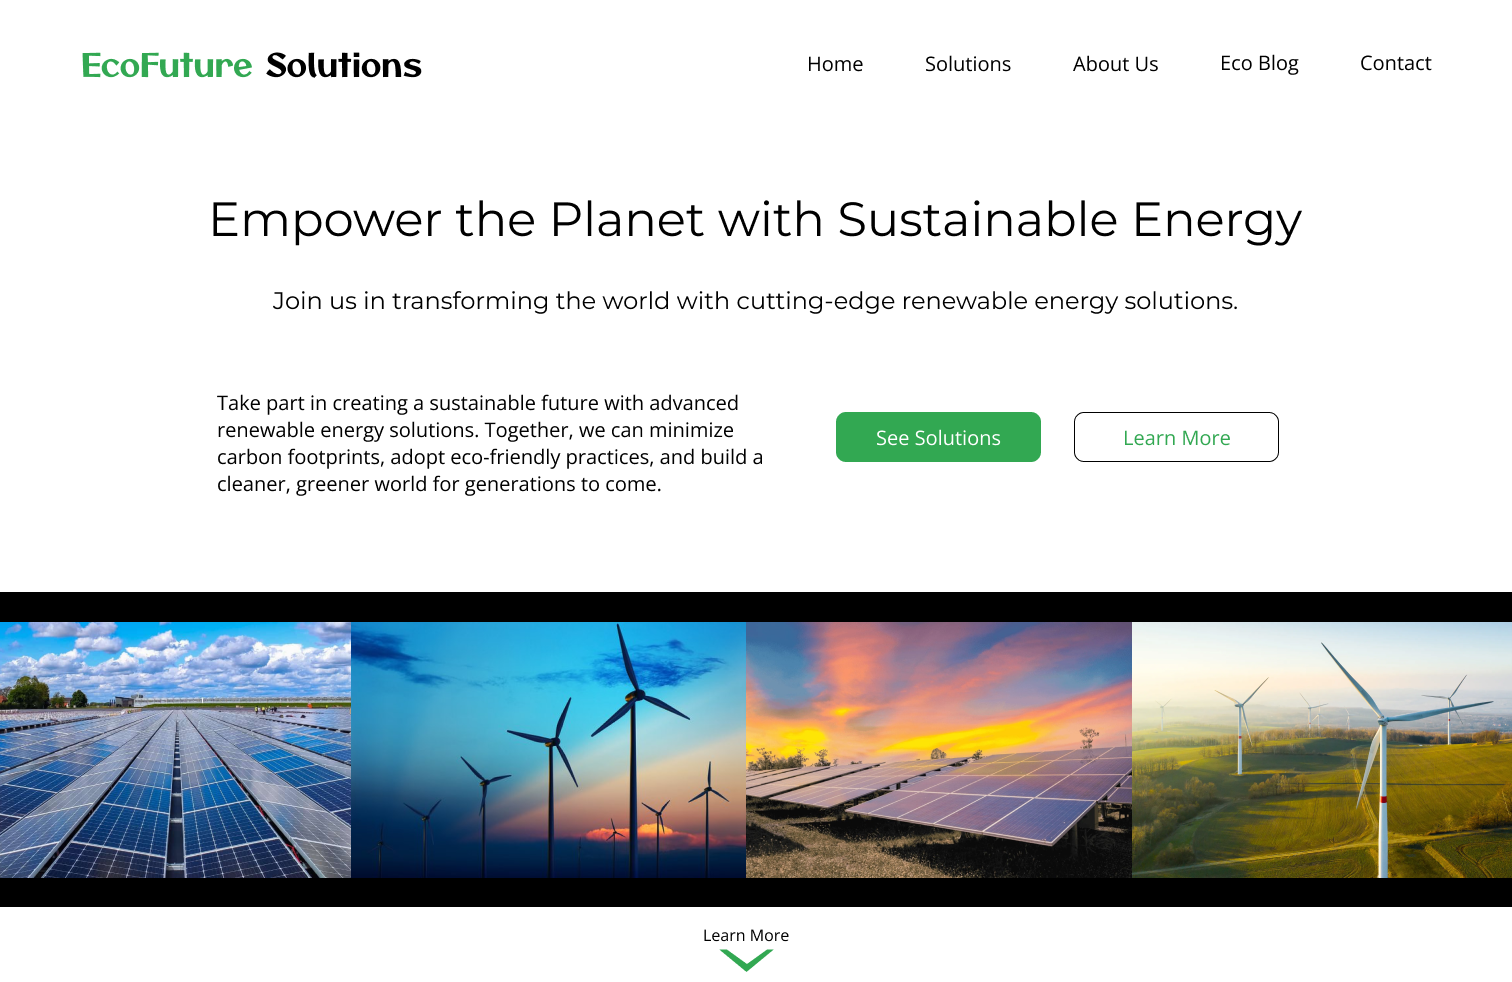 EcoFuture Solutions
Home
Solutions
About Us
Eco Blog
Contact
Empower the Planet with Sustainable Energy
Join us in transforming the world with cutting-edge renewable energy solutions.
Take part in creating a sustainable future with advanced
renewable energy solutions. Together, we can minimize
carbon footprints, adopt eco-friendly practices, and build a
cleaner, greener world for generations to come.
See Solutions
Learn More
Learn More